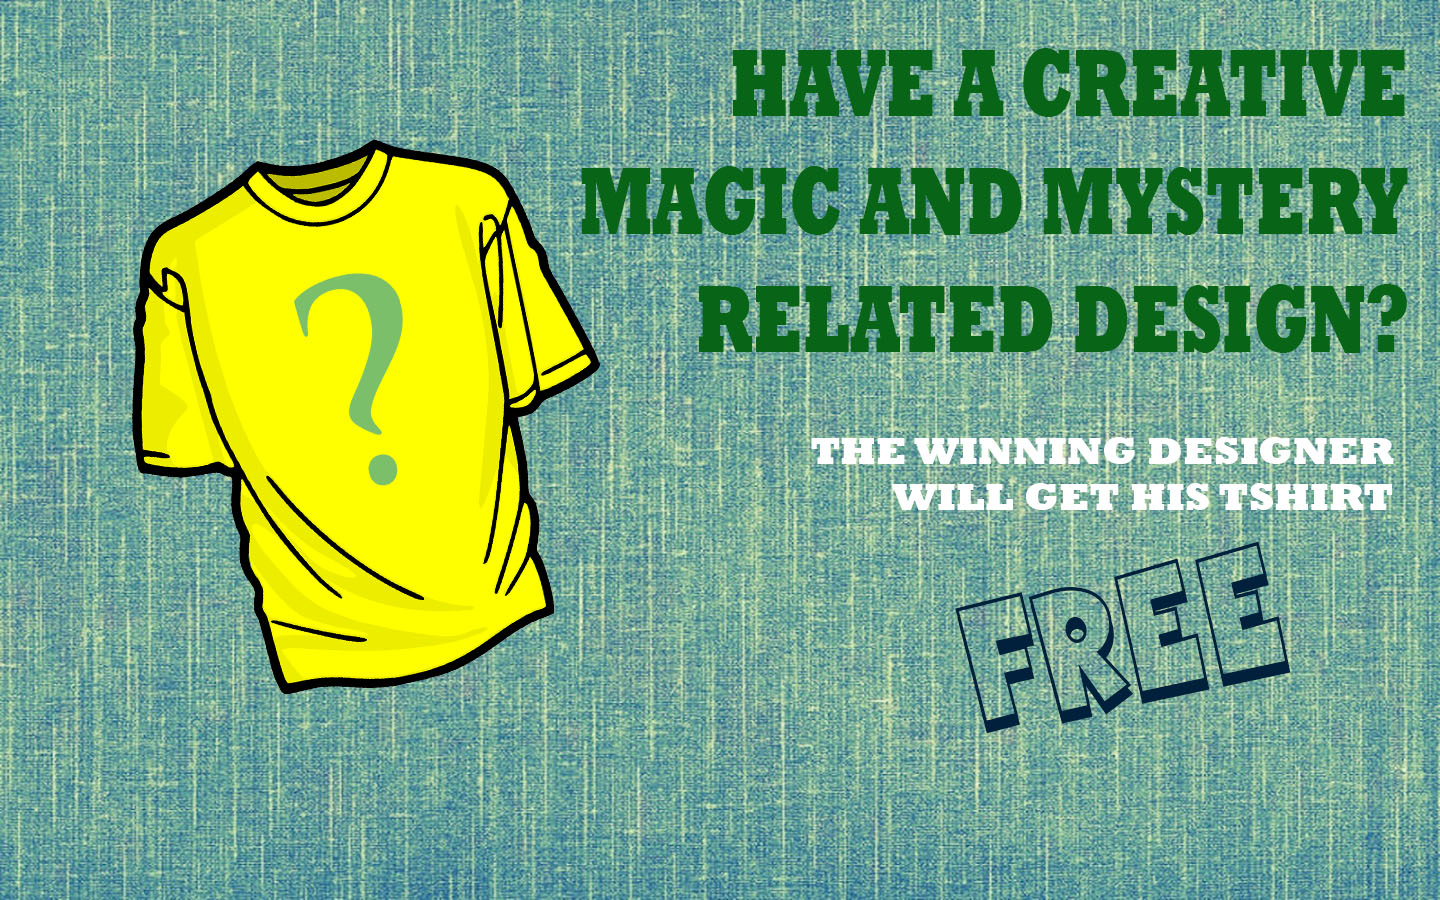 HAVE A CREATIVE
MAGIC AND MYSTERY
RELATED DESIGN?
?
THE WINNING DESIGNER
WILL GET HIS TSHIRT
FREE